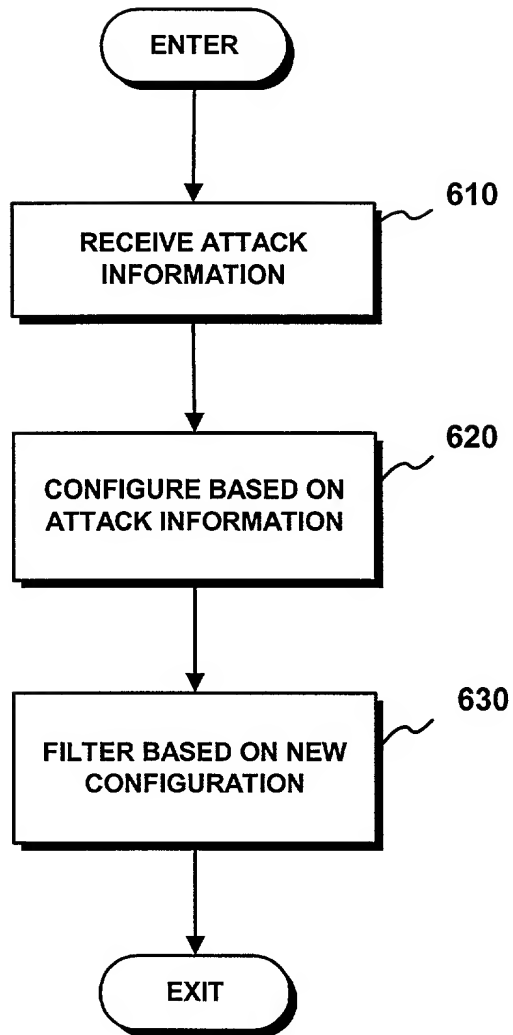 ENTER
610
RECEIVE ATTACK
INFORMATION
620
CONFIGURE BASED ON
ATTACK INFORMATION
630
FILTER BASED ON NEW
CONFIGURATION
EXIT